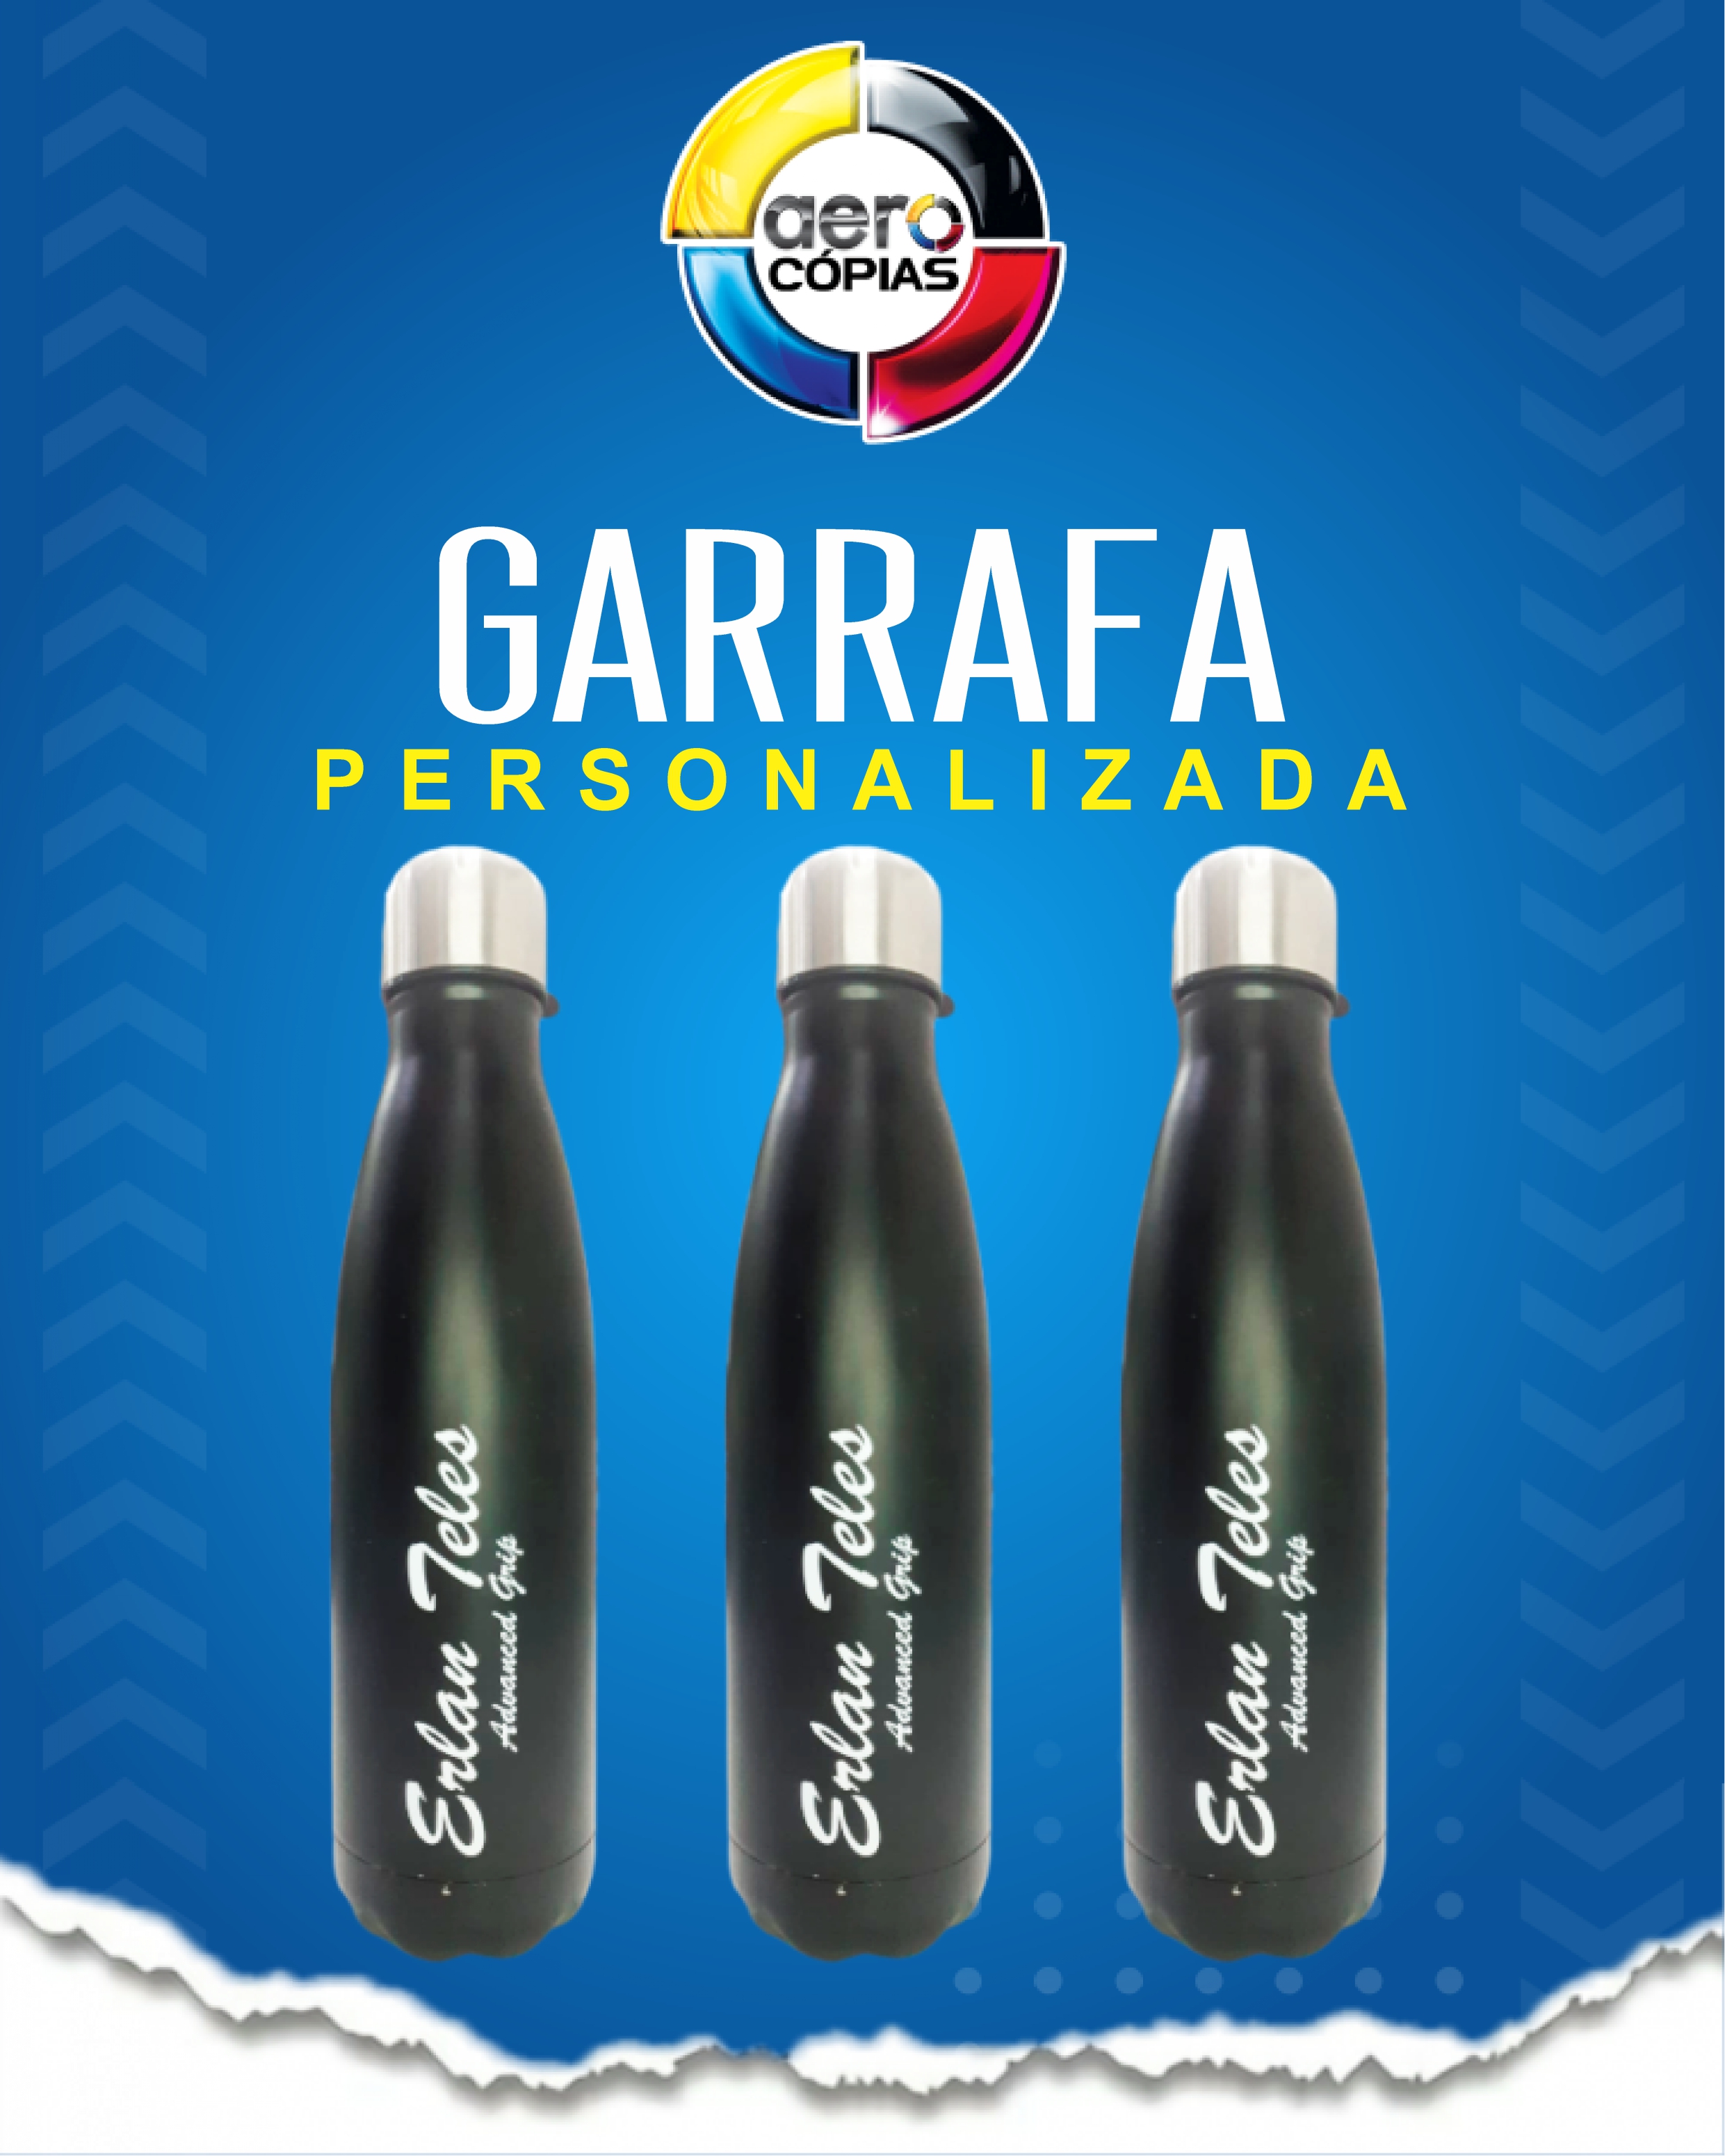 aero
CÓPIAS
GARRAFA
PERSONALIZADA
Erlan Teles
Advanced Grip
Erlan Teles
Advanced Grip
Erlan Teles
Advanced Grip